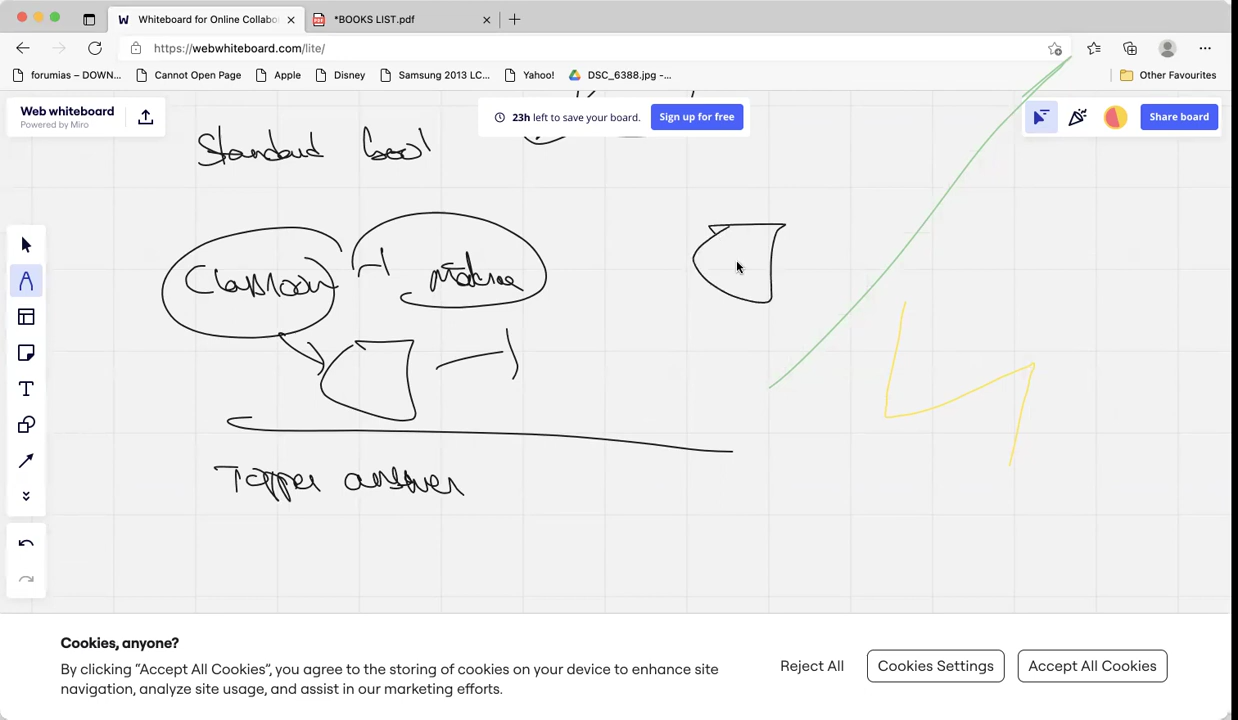 Whiteboard for Online Collabo
*BOOKS LIST.pdf
https://webwhiteboard.com/lite/
forumias – DOWN...
Cannot Open Page
Apple
Disney
Samsung 2013 LC...
Yahoo!
DSC_6388.jpg -...
Other Favourites
Web whiteboard
Powered by Miro
23h left to save your board.
Sign up for free
Share board
Standard
Classroom
Topper answer
Cookies, anyone?
By clicking “Accept All Cookies”, you agree to the storing of cookies on your device to enhance site
navigation, analyze site usage, and assist in our marketing efforts.
Reject All
Cookies Settings
Accept All Cookies